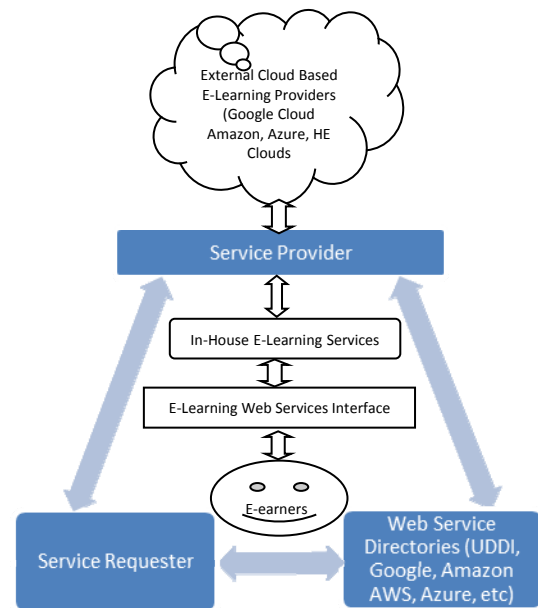 External Cloud Based
E-Learning Providers
(Google Cloud
Amazon, Azure, HE
Clouds
Service Provider
In-House E-Learning Services
E-Learning Web Services Interface
E-earners
Service Requester
Web Service
Directories (UDDI,
Google, Amazon
AWS, Azure, etc)